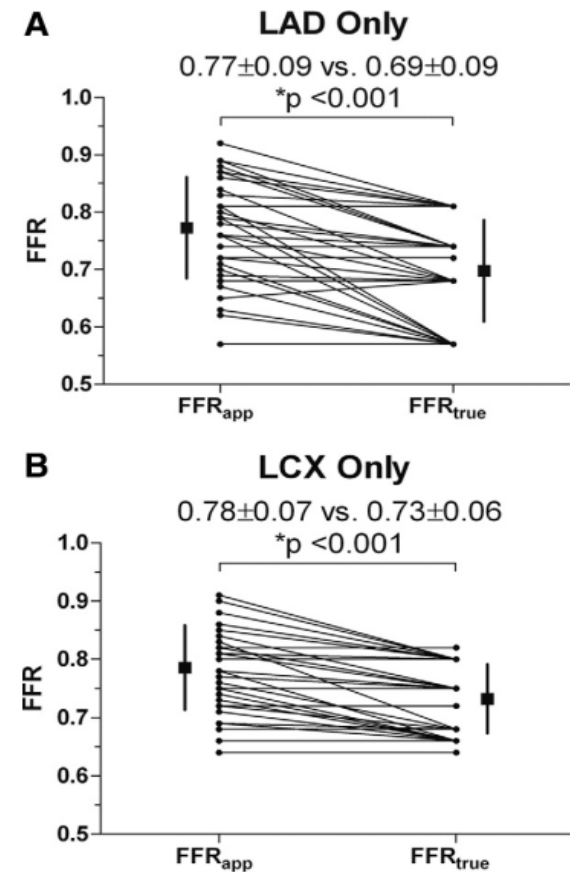 A
LAD Only
0.77±0.09 vs. 0.69±0.09
*p <0.001
1.0
0.9
0.8
0.7
0.6
0.5
FFR
FFRapp
FFRtrue
B
LCX Only
0.78±0.07 vs. 0.73±0.06
*p <0.001
1.0
0.9
0.8
0.7
0.6
0.5
FFR
FFRapp
FFRtrue